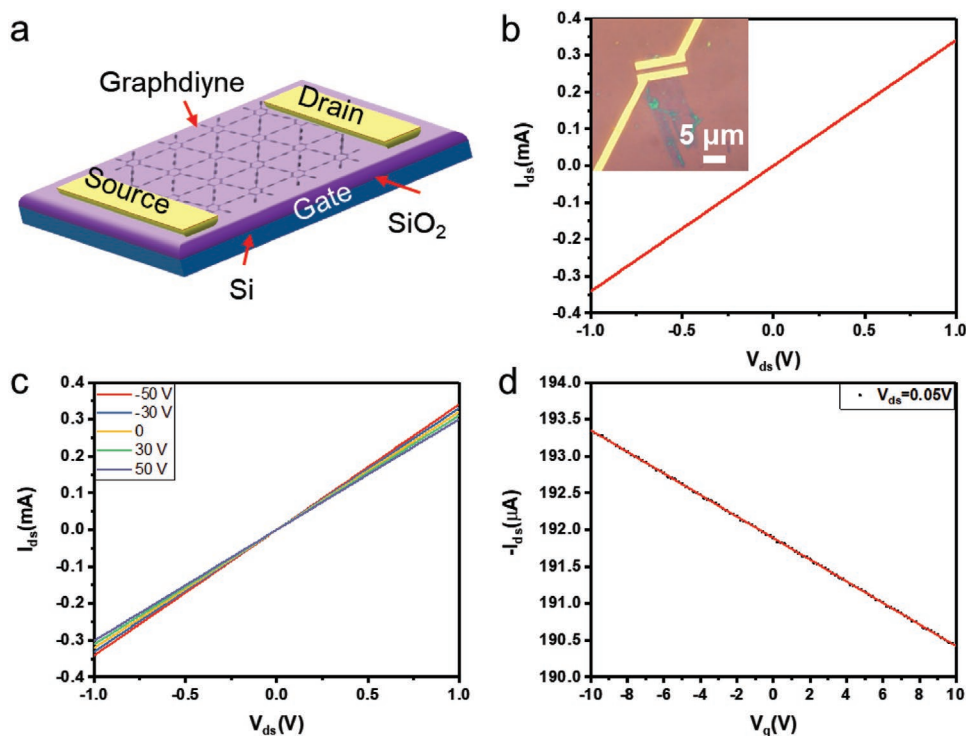 a
Graphdiyne
Drain
Source
Gate
SiO2
Si
b
0.4
0.3
0.2
0.1
0.0
-0.1
-0.2
-0.3
-0.4
Ids(mA)
5 μm
-1.0 -0.5 0.0 0.5 1.0
Vds(V)
c
0.4
0.3
0.2
0.1
0.0
-0.1
-0.2
-0.3
-0.4
Ids(mA)
-50 V
-30 V
0
30 V
50 V
-1.0 -0.5 0.0 0.5 1.0
Vds(V)
d
194.0
193.5
193.0
192.5
192.0
191.5
191.0
190.5
190.0
-Ids(μA)
Vds=0.05V
-10 -8 -6 -4 -2 0 2 4 6 8 10
Vg(V)